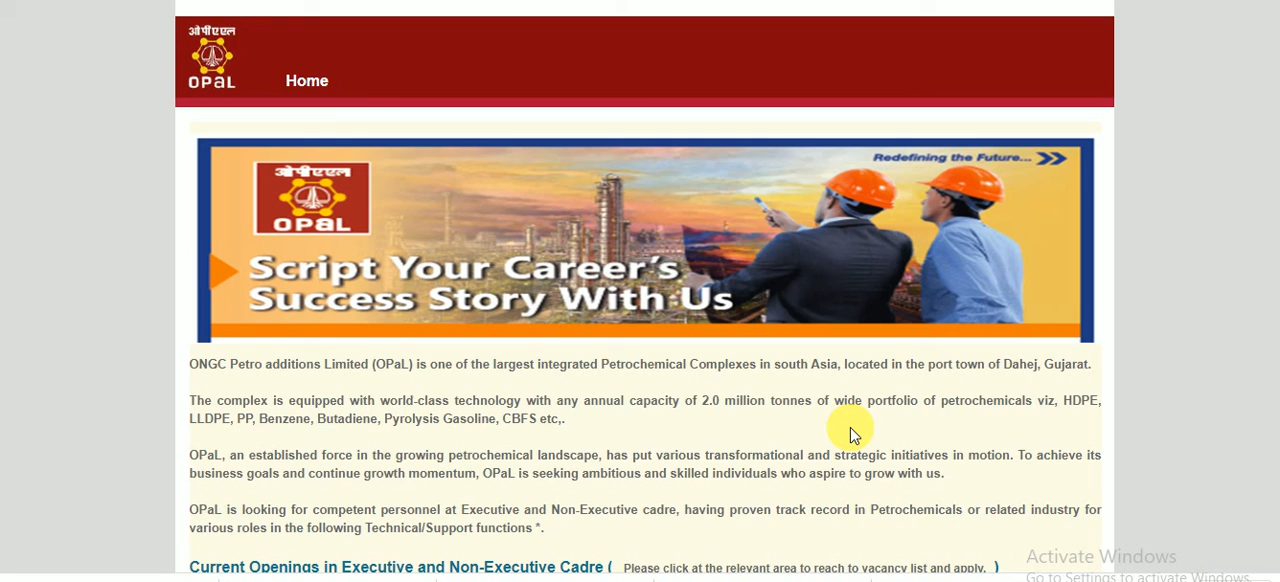 ओपीएएल
OPaL
Home
Redefining the Future...
ओपीएएल
OPaL
Script Your Career's
Success Story With Us
ONGC Petro additions Limited (OPaL) is one of the largest integrated Petrochemical Complexes in south Asia, located in the port town of Dahej, Gujarat.
The complex is equipped with world-class technology with any annual capacity of 2.0 million tonnes of wide portfolio of petrochemicals viz, HDPE,
LLDPE, PP, Benzene, Butadiene, Pyrolysis Gasoline, CBFS etc,.
OPaL, an established force in the growing petrochemical landscape, has put various transformational and strategic initiatives in motion. To achieve its
business goals and continue growth momentum, OPaL is seeking ambitious and skilled individuals who aspire to grow with us.
OPaL is looking for competent personnel at Executive and Non-Executive cadre, having proven track record in Petrochemicals or related industry for
various roles in the following Technical/Support functions *.
Current Openings in Executive and Non-Executive Cadre ( Please click at the relevant area to reach to vacancy list and apply. )
Activate Windows
Go to Settings to activate Windows.